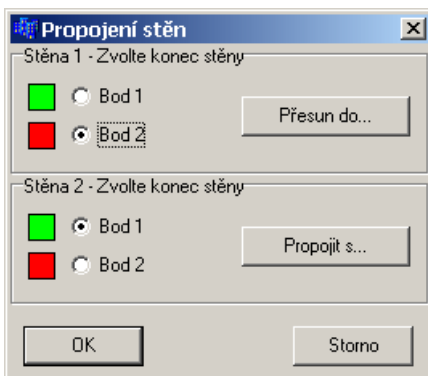 Propojení stěn
Stěna 1 - Zvolte konec stěny
Bod 1
Přesun do...
Bod 2
Stěna 2 - Zvolte konec stěny
Bod 1
Propojit s...
Bod 2
OK
Storno